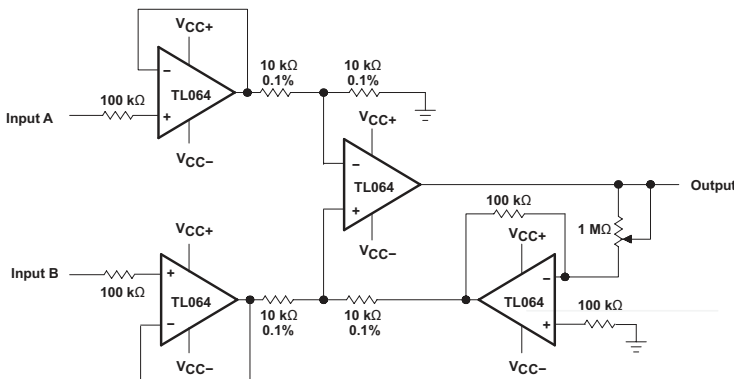 VCC+
10 kΩ
0.1%
10 kΩ
0.1%
TL064
100 kΩ
Input A
VCC−
VCC+
TL064
Output
100 kΩ
VCC−
1 MΩ
VCC+
VCC+
Input B
100 kΩ
TL064
TL064
100 kΩ
10 kΩ
0.1%
10 kΩ
0.1%
VCC−
VCC−